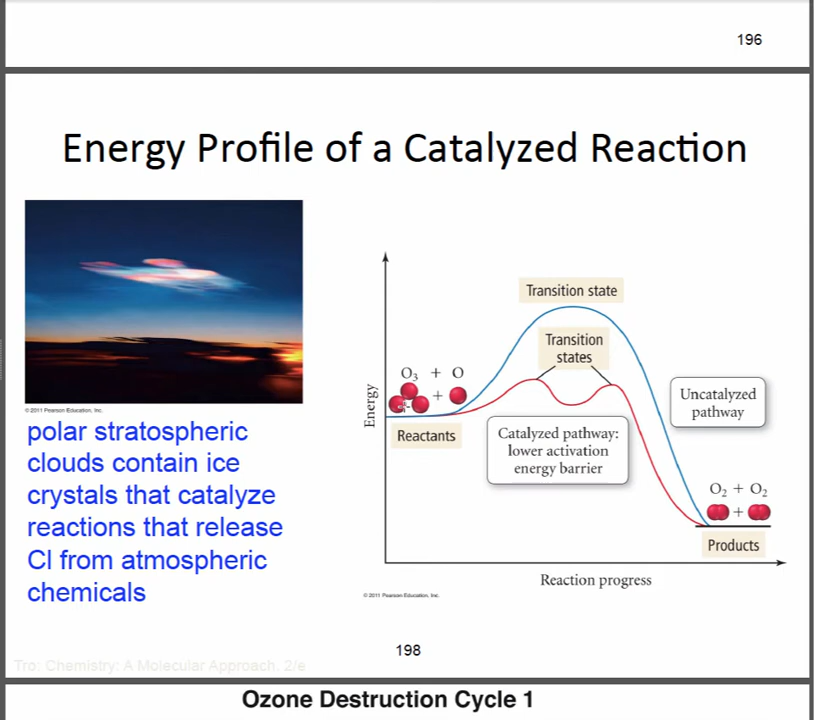 196
Energy Profile of a Catalyzed Reaction
© 2011 Pearson Education, Inc.
polar stratospheric
clouds contain ice
crystals that catalyze
reactions that release
Cl from atmospheric
chemicals
Energy
Transition state
Transition
states
O₃ + O
+
Reactants
Catalyzed pathway:
lower activation
energy barrier
Uncatalyzed
pathway
O₂ + O₂
+
Products
Reaction progress
© 2011 Pearson Education, Inc.
198
Tro: Chemistry: A Molecular Approach, 2/e
Ozone Destruction Cycle 1